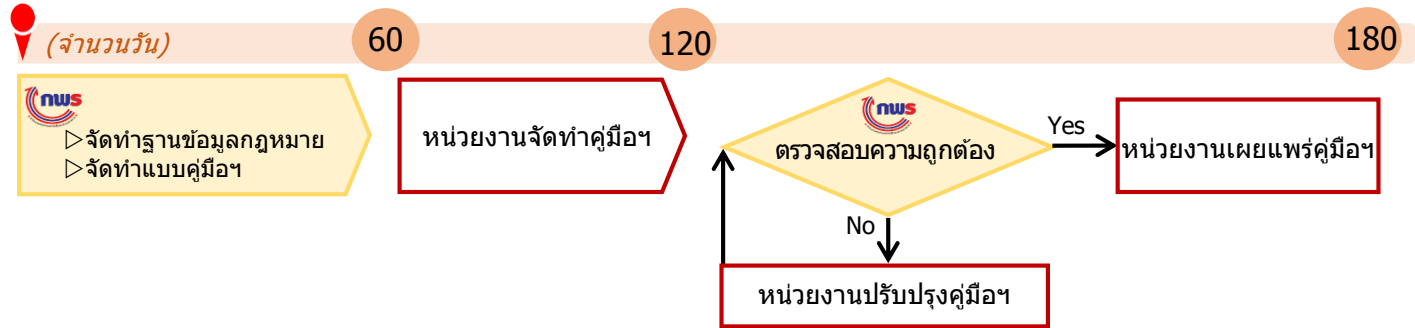 (จำนวนวัน)
60
120
180
กพร
▷จัดทำฐานข้อมูลกฎหมาย
▷จัดทำแบบคู่มือฯ
หน่วยงานจัดทำคู่มือฯ
กพร
ตรวจสอบความถูกต้อง
Yes
หน่วยงานเผยแพร่คู่มือฯ
No
หน่วยงานปรับปรุงคู่มือฯ